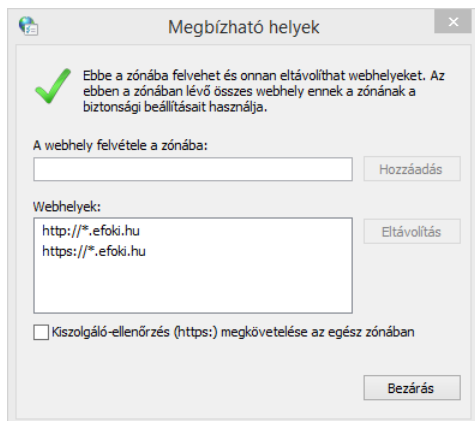 Megbízható helyek
Ebbe a zónába felvehet és onnan eltávolíthat webhelyeket. Az
ebben a zónában lévő összes webhely ennek a zónának a
biztonsági beállításait használja.
A webhely felvétele a zónába:
Hozzáadás
Webhelyek:
http://*.efoki.hu
https://*.efoki.hu
Eltávolítás
Kiszolgáló-ellenőrzés (https:) megkövetelése az egész zónában
Bezárás